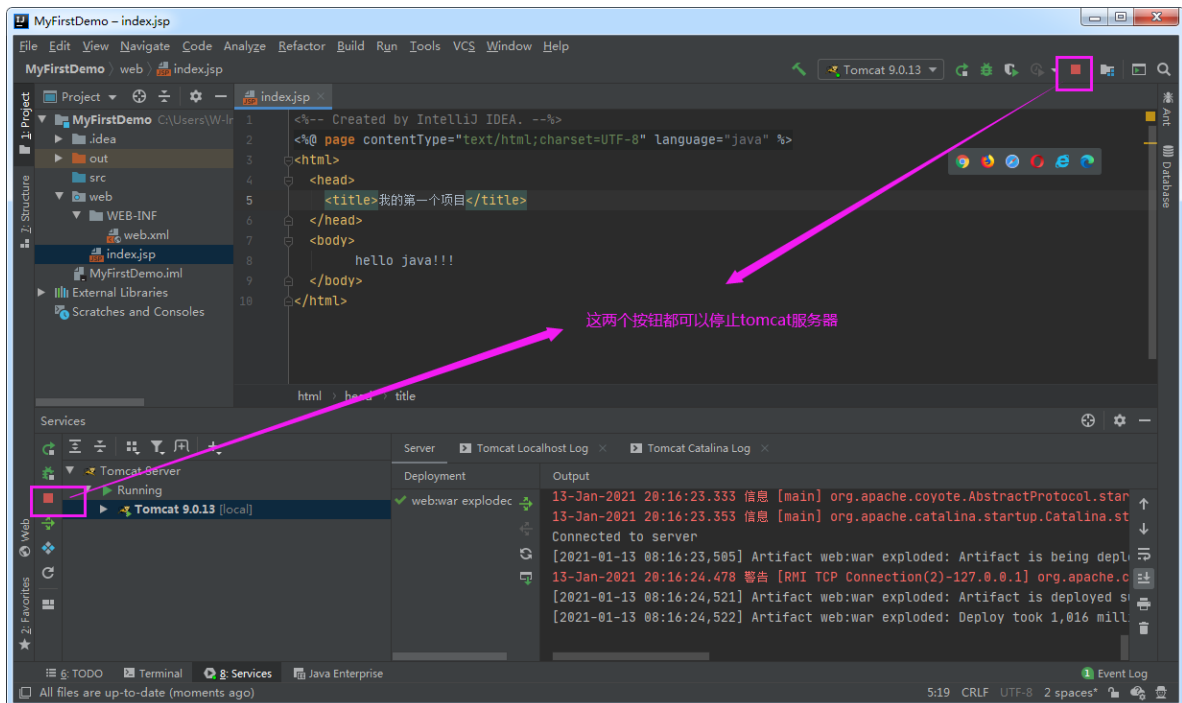 MyFirstDemo – index.jsp
File Edit View Navigate Code Analyze Refactor Build Run Tools VCS Window Help
MyFirstDemo web index.jsp Tomcat 9.0.13
1: Project
7: Structure
Web
2: Favorites
Project
MyFirstDemo C:\Users\W-In
.idea
out
src
web
WEB-INF
web.xml
index.jsp
MyFirstDemo.iml
External Libraries
Scratches and Consoles
index.jsp
1 <%-- Created by IntelliJ IDEA. --%>
2 <%@ page contentType="text/html;charset=UTF-8" language="java" %>
3 <html>
4 <head>
5 <title>我的第一个项目</title>
6 </head>
7 <body>
8 hello java!!!
9 </body>
10 </html>
Ant
Database
这两个按钮都可以停止tomcat服务器
html head title
Services
Tomcat Server
Running
Tomcat 9.0.13 [local]
Server Tomcat Localhost Log Tomcat Catalina Log
Deployment
web:war explodec
Output
13-Jan-2021 20:16:23.333 信息 [main] org.apache.coyote.AbstractProtocol.star
13-Jan-2021 20:16:23.353 信息 [main] org.apache.catalina.startup.Catalina.st
Connected to server
[2021-01-13 08:16:23,505] Artifact web:war exploded: Artifact is being depl
13-Jan-2021 20:16:24.478 警告 [RMI TCP Connection(2)-127.0.0.1] org.apache.c
[2021-01-13 08:16:24,521] Artifact web:war exploded: Artifact is deployed s
[2021-01-13 08:16:24,522] Artifact web:war exploded: Deploy took 1,016 mill
6: TODO Terminal 8: Services Java Enterprise 1 Event Log
All files are up-to-date (moments ago) 5:19 CRLF UTF-8 2 spaces*